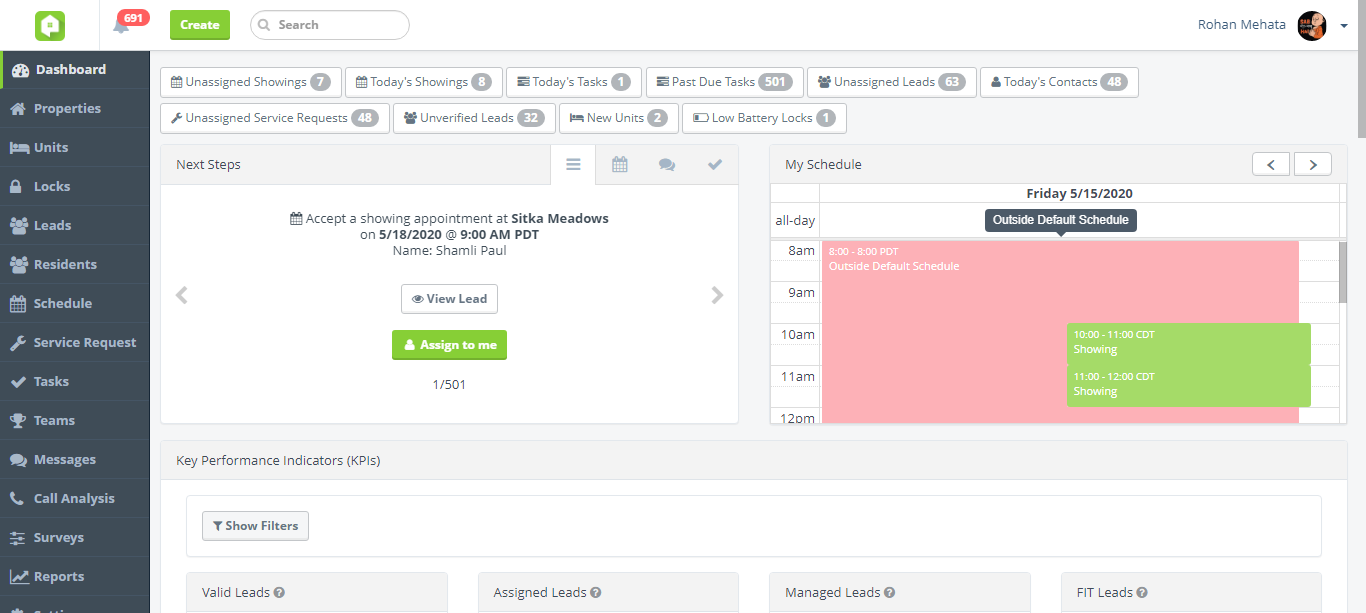 691
Create
Search
Rohan Mehata
Dashboard
Properties
Units
Locks
Leads
Residents
Schedule
Service Request
Tasks
Teams
Messages
Call Analysis
Surveys
Reports
Unassigned Showings 7
Today's Showings 8
Today's Tasks 1
Past Due Tasks 501
Unassigned Leads 63
Today's Contacts 48
Unassigned Service Requests 48
Unverified Leads 32
New Units 2
Low Battery Locks 1
Next Steps
Accept a showing appointment at Sitka Meadows
on 5/18/2020 @ 9:00 AM PDT
Name: Shamli Paul
View Lead
Assign to me
1/501
My Schedule
Friday 5/15/2020
all-day
Outside Default Schedule
8am
8:00 - 8:00 PDT
Outside Default Schedule
9am
10am
10:00 - 11:00 CDT
Showing
11am
11:00 - 12:00 CDT
Showing
12pm
Key Performance Indicators (KPIs)
Show Filters
Valid Leads ?
Assigned Leads ?
Managed Leads ?
FIT Leads ?